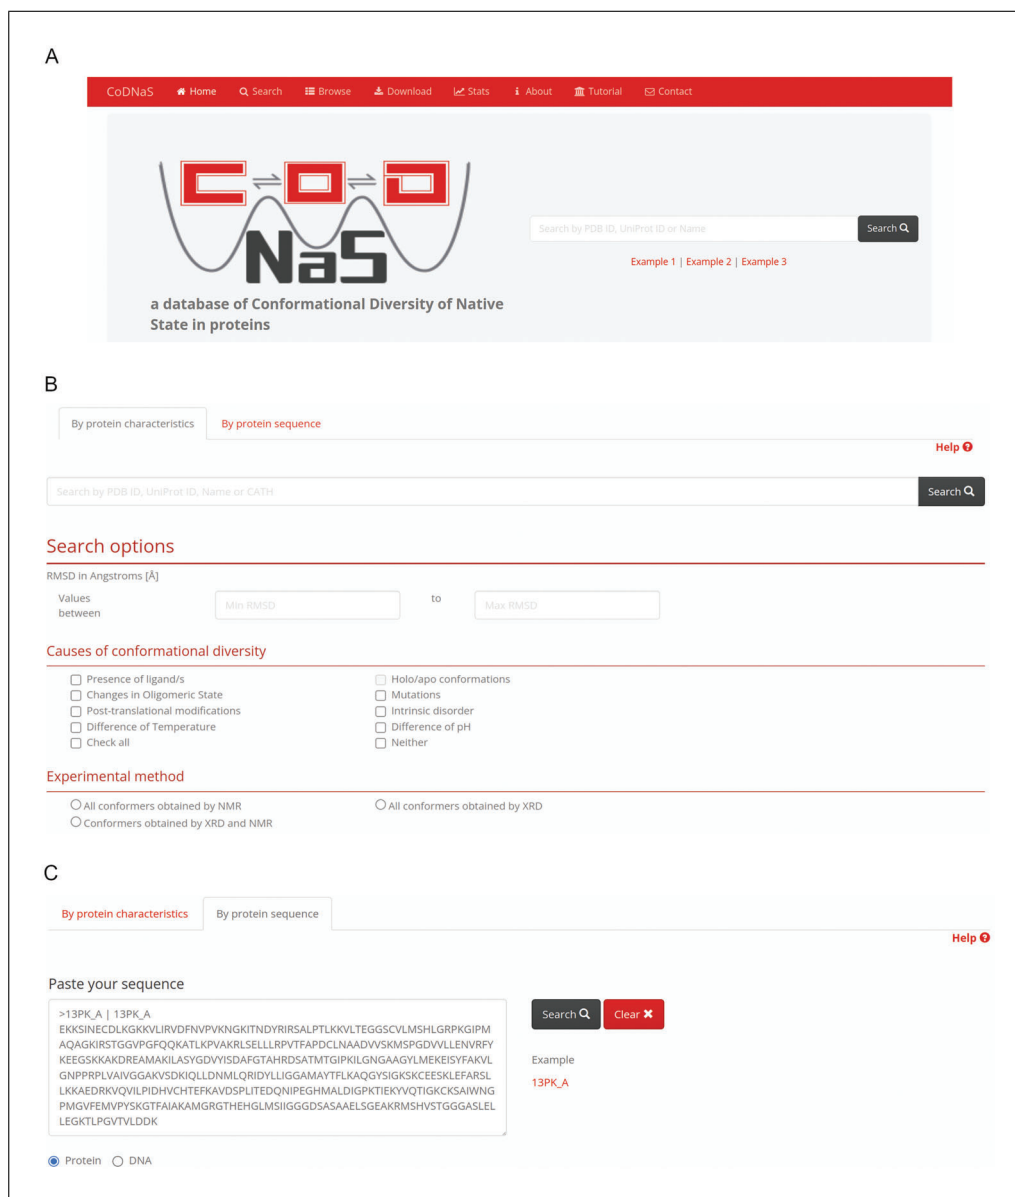 A
CoDNaS Home Search Browse Download Stats About Tutorial Contact
COD
NaS
Search by PDB ID, UniProt ID or Name Search
Example 1 | Example 2 | Example 3
a database of Conformational Diversity of Native
State in proteins
B
By protein characteristics By protein sequence
Help
Search by PDB ID, UniProt ID, Name or CATH Search
Search options
RMSD in Angstroms [Å]
Values
between
Min RMSD to Max RMSD
Causes of conformational diversity
Presence of ligand/s Holo/apo conformations
Changes in Oligomeric State Mutations
Post-translational modifications Intrinsic disorder
Difference of Temperature Difference of pH
Check all Neither
Experimental method
All conformers obtained by NMR All conformers obtained by XRD
Conformers obtained by XRD and NMR
C
By protein characteristics By protein sequence
Help
Paste your sequence
>13PK_A | 13PK_A
EKKSINECDLKGKKVLIRVDFNVPVKNGKITNDYRIRSALPTLKKVLTEGGSCVLMSHLGRPKGIPM
AQAGKIRSTGGVPGFQQKATLKPVAKRLSELLLRPVTFAPDCLNAADVVSKMSPGDVVLLENVRFY
KEEGSKKAKDREAMAKILASYGDVYISDAFGTAHRDSATMTGIPKILGNGAAGYLMEKEISYFAKVL
GNPPRPLVAIVGGAKVSDKIQLLDNMLQRIDYLLIGGAMAYTFLKAQGYSIGKSKCEESKLEFARSL
LKKAEDRKVQVILPIDHVCHTEFKAVDSPLITEDQNIPEGHMALDIGPKTIEKYVQTIGKCKSAIWNG
PMGVFEMVPYSKGTFAIAKAMGRGTHEHGLMSIIGGGDSASAAELSGEAKRMSHVSTGGGASLEL
LEGKTLPGVTVLDDK
Search Clear
Example
13PK_A
Protein DNA